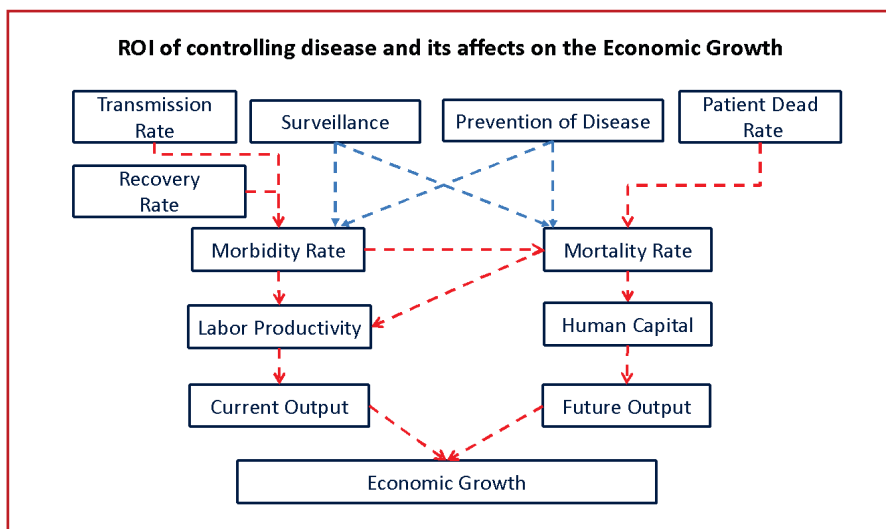 ROI of controlling disease and its affects on the Economic Growth
Transmission
Rate
Surveillance
Prevention of Disease
Patient Dead
Rate
Recovery
Rate
Morbidity Rate
Mortality Rate
Labor Productivity
Human Capital
Current Output
Future Output
Economic Growth